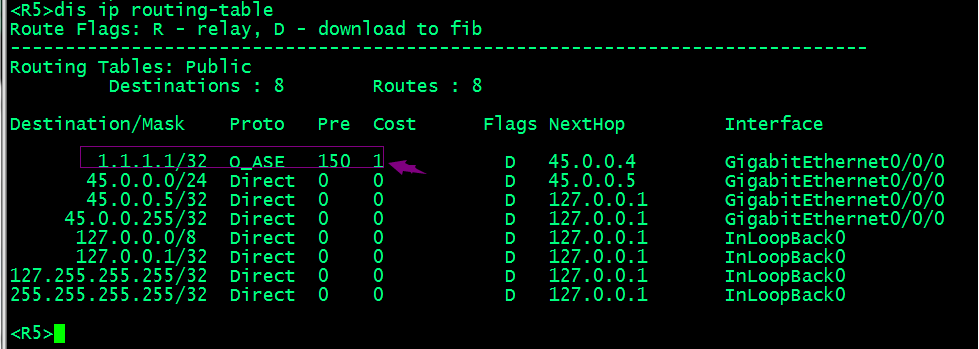 <R5>dis ip routing-table
Route Flags: R - relay, D - download to fib
------------------------------------------------------------------------------
Routing Tables: Public
         Destinations : 8        Routes : 8

Destination/Mask    Proto   Pre  Cost      Flags NextHop         Interface

        1.1.1.1/32  O_ASE   150  1           D   45.0.0.4        GigabitEthernet0/0/0
       45.0.0.0/24  Direct  0    0           D   45.0.0.5        GigabitEthernet0/0/0
       45.0.0.5/32  Direct  0    0           D   127.0.0.1       GigabitEthernet0/0/0
     45.0.0.255/32  Direct  0    0           D   127.0.0.1       GigabitEthernet0/0/0
      127.0.0.0/8   Direct  0    0           D   127.0.0.1       InLoopBack0
      127.0.0.1/32  Direct  0    0           D   127.0.0.1       InLoopBack0
127.255.255.255/32  Direct  0    0           D   127.0.0.1       InLoopBack0
255.255.255.255/32  Direct  0    0           D   127.0.0.1       InLoopBack0

<R5>